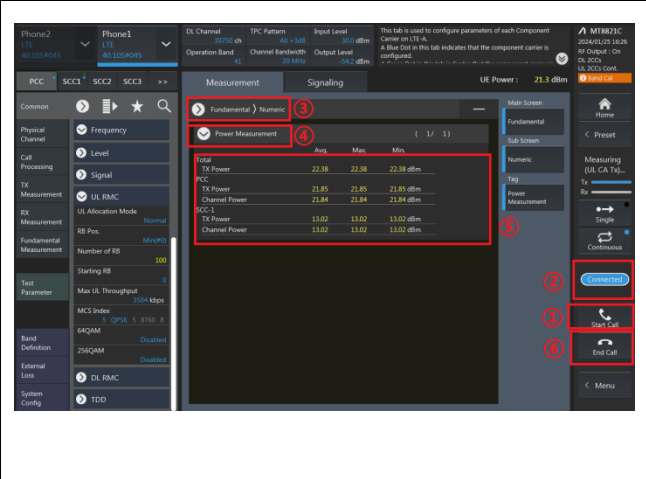 Phone2
LTE
40.105#045
Phone1
LTE
40.105#045
DL Channel
39750 ch
Operation Band
41
TPC Pattern
All +3dB
Channel Bandwidth
20 MHz
Input Level
30.0 dBm
Output Level
-54.2 dBm
This tab is used to configure parameters of each Component
Carrier on LTE-A.
A Blue Dot in this tab indicates that the component carrier is
configured.
MT8821C
2024/01/25 16:26
RF Output : On
DL 2CCs
UL 2CCs Cont.
Band Cal
PCC
SCC1
SCC2
SCC3
>>
Measurement
Signaling
UE Power : 21.3 dBm
Common
Physical
Channel
Call
Processing
TX
Measurement
RX
Measurement
Fundamental
Measurement
Test
Parameter
Band
Definition
External
Loss
System
Config
Frequency
Level
Signal
UL RMC
UL Allocation Mode
Normal
RB Pos.
Min(#0)
Number of RB
100
Starting RB
0
Max UL Throughput
3504 kbps
MCS Index
5 QPSK 5 8760 8
64QAM
Disabled
256QAM
Disabled
DL RMC
TDD
Fundamental 〉 Numeric ③
Power Measurement ④ ( 1/ 1)
Avg. Max. Min.
Total
TX Power 22.38 22.38 22.38 dBm
PCC
TX Power 21.85 21.85 21.85 dBm
Channel Power 21.84 21.84 21.84 dBm
SCC-1
TX Power 13.02 13.02 13.02 dBm
Channel Power 13.02 13.02 13.02 dBm
⑤
Main Screen
Fundamental
Sub Screen
Numeric
Tag
Power
Measurement
Home
< Preset
Measuring
(UL CA Tx)...
Tx
Rx
Single
Continuous
② Connected
① Start Call
⑥ End Call
< Menu